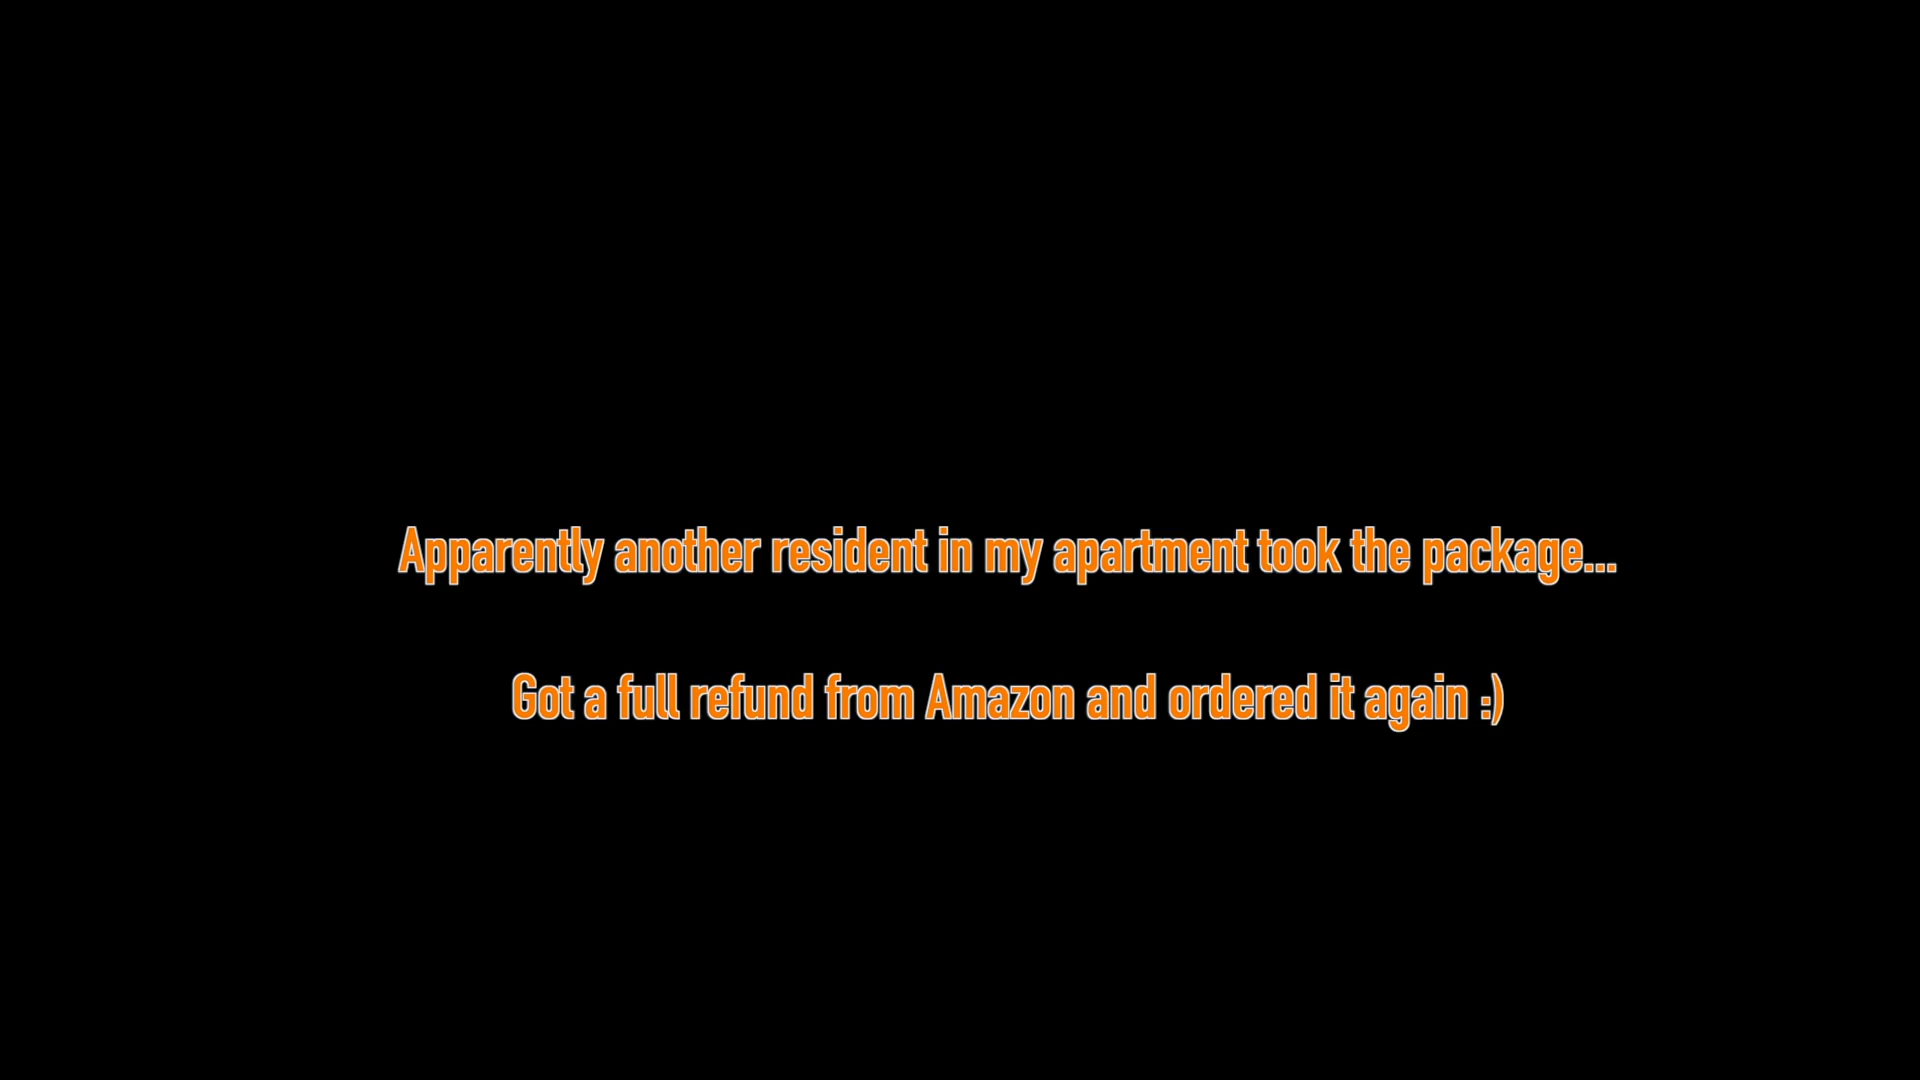 Apparently another resident in my apartment took the package...
Got a full refund from Amazon and ordered it again :)